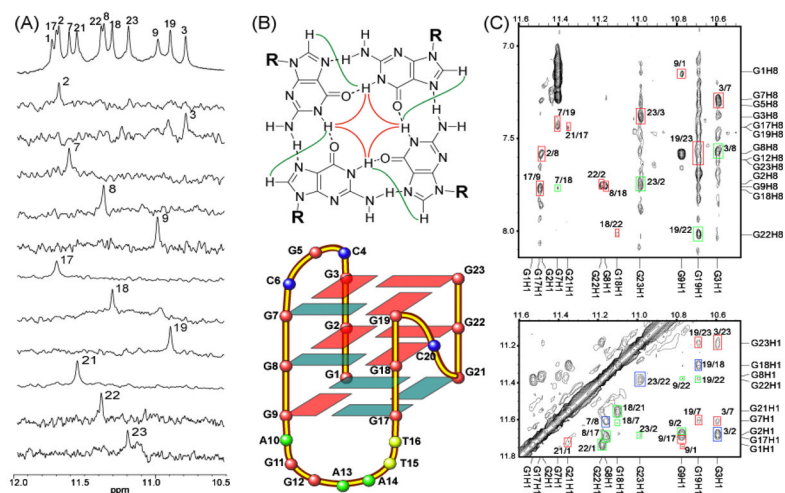 (A)
22 8 23
17 2 7 21 18 9 19 3
1
2
3
7
8
9
17
18
19
21
22
23
12.0 11.5 ppm 11.0 10.5
(B)
R N H N R
H N N H
N O H N N
N N H O N
H N H H
N H H N
H O H N
N N H O N H
H N N H N N
R N H R
G5 C4
C6 G3 G23
G7 G19
G2 G22
G8 G18 C20
G1 G21
G9 G17
A10 T16
G11 T15
G12 A13 A14
(C)
11.6 11.4 11.2 11.0 10.8 10.6
7.0
7.5
8.0
9/1
3/7
7/19 23/3
21/17
2/8 22/2 19/23 3/8
17/9 7/18 8/18 23/2
18/22 19/22
G1H8
G7H8
G5H8
G3H8
G17H8
G19H8
G8H8
G12H8
G23H8
G2H8
G9H8
G18H8
G22H8
G1H1 G17H1 G2H1 G7H1 G21H1 G22H1 G8H1 G18H1 G23H1 G9H1 G19H1 G3H1
11.6 11.4 11.2 11.0 10.8 10.6
11.2
11.4
11.6
11.8
19/23 3/23
19/18
23/22 9/22 19/22
18/21
7/8 18/7 19/7 3/7
8/17 23/2 9/2
9/17 3/2
21/1 22/1 9/1
G23H1
G18H1
G8H1
G22H1
G21H1
G7H1
G2H1
G17H1
G1H1
G1H1 G17H1 G2H1 G7H1 G21H1 G22H1 G8H1 G18H1 G23H1 G9H1 G19H1 G3H1